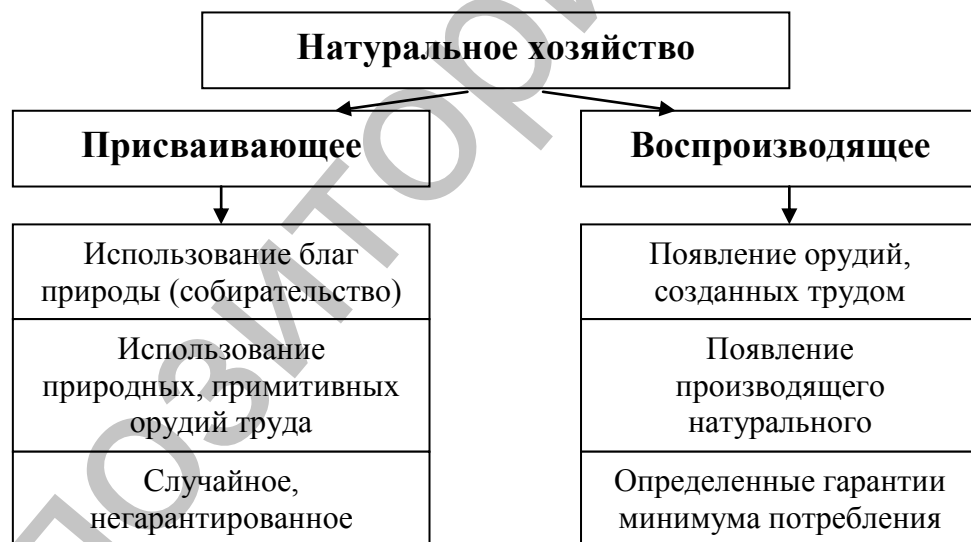 Натуральное хозяйство
Присваивающее
Воспроизводящее
Использование благ
природы (собирательство)
Использование
природных, примитивных
орудий труда
Случайное,
негарантированное
Появление орудий,
созданных трудом
Появление
производящего
натурального
Определенные гарантии
минимума потребления
позитори